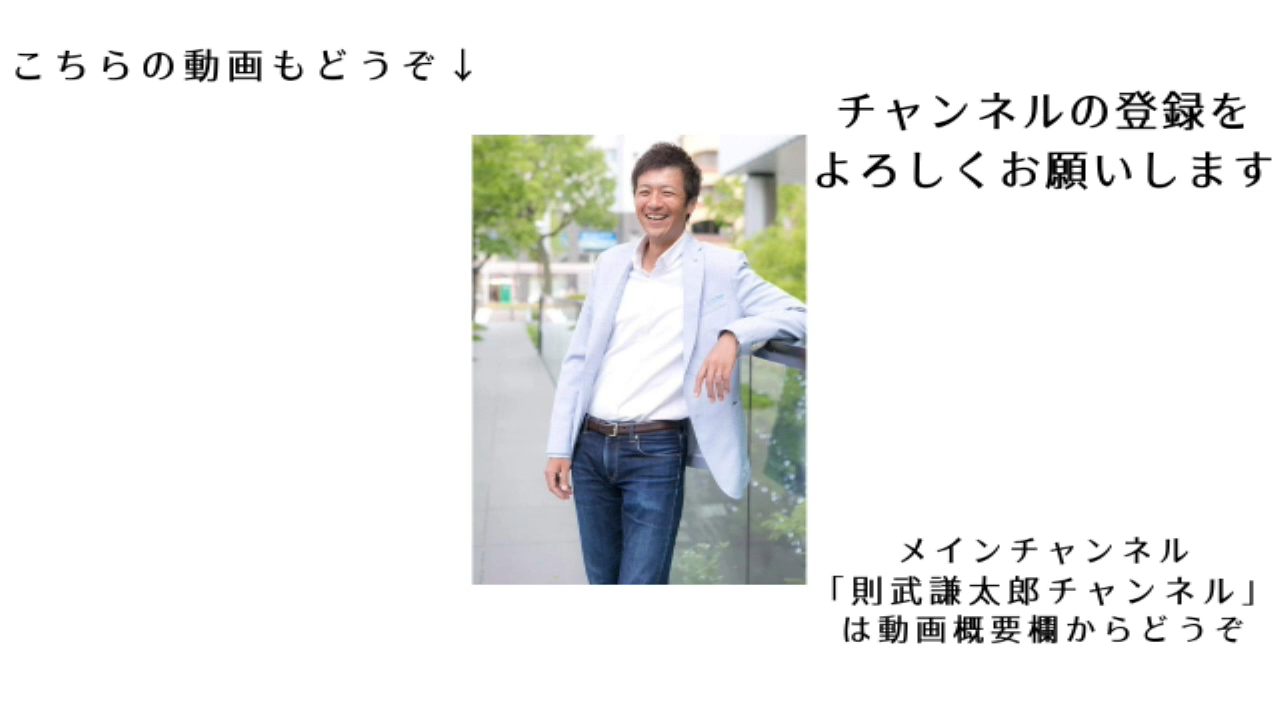 こちらの動画もどうぞ↓
チャンネルの登録を
よろしくお願いします
メインチャンネル
「則武謙太郎チャンネル」
は動画概要欄からどうぞ